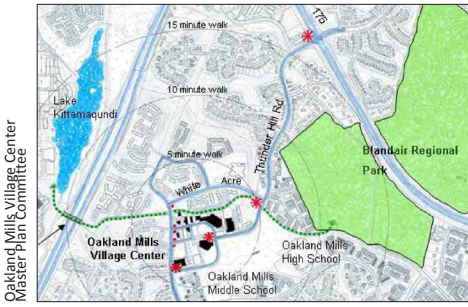 15 minute walk
175
10 minute walk
Lake
Kittamaqundi
Thunder Hill Rd
Blandair Regional
Park
5 minute walk
White Acre
Oakland Mills
Village Center
Oakland Mills
High School
Oakland Mills
Middle School
Oakland Mills Village Center
Master Plan Committee